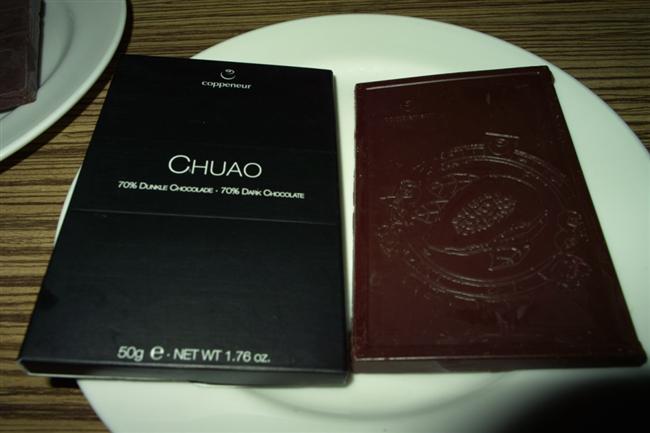 coppeneur
CHUAO
70% DUNKLE CHOCOLADE · 70% DARK CHOCOLATE
50g ℮ · NET WT 1.76 oz.